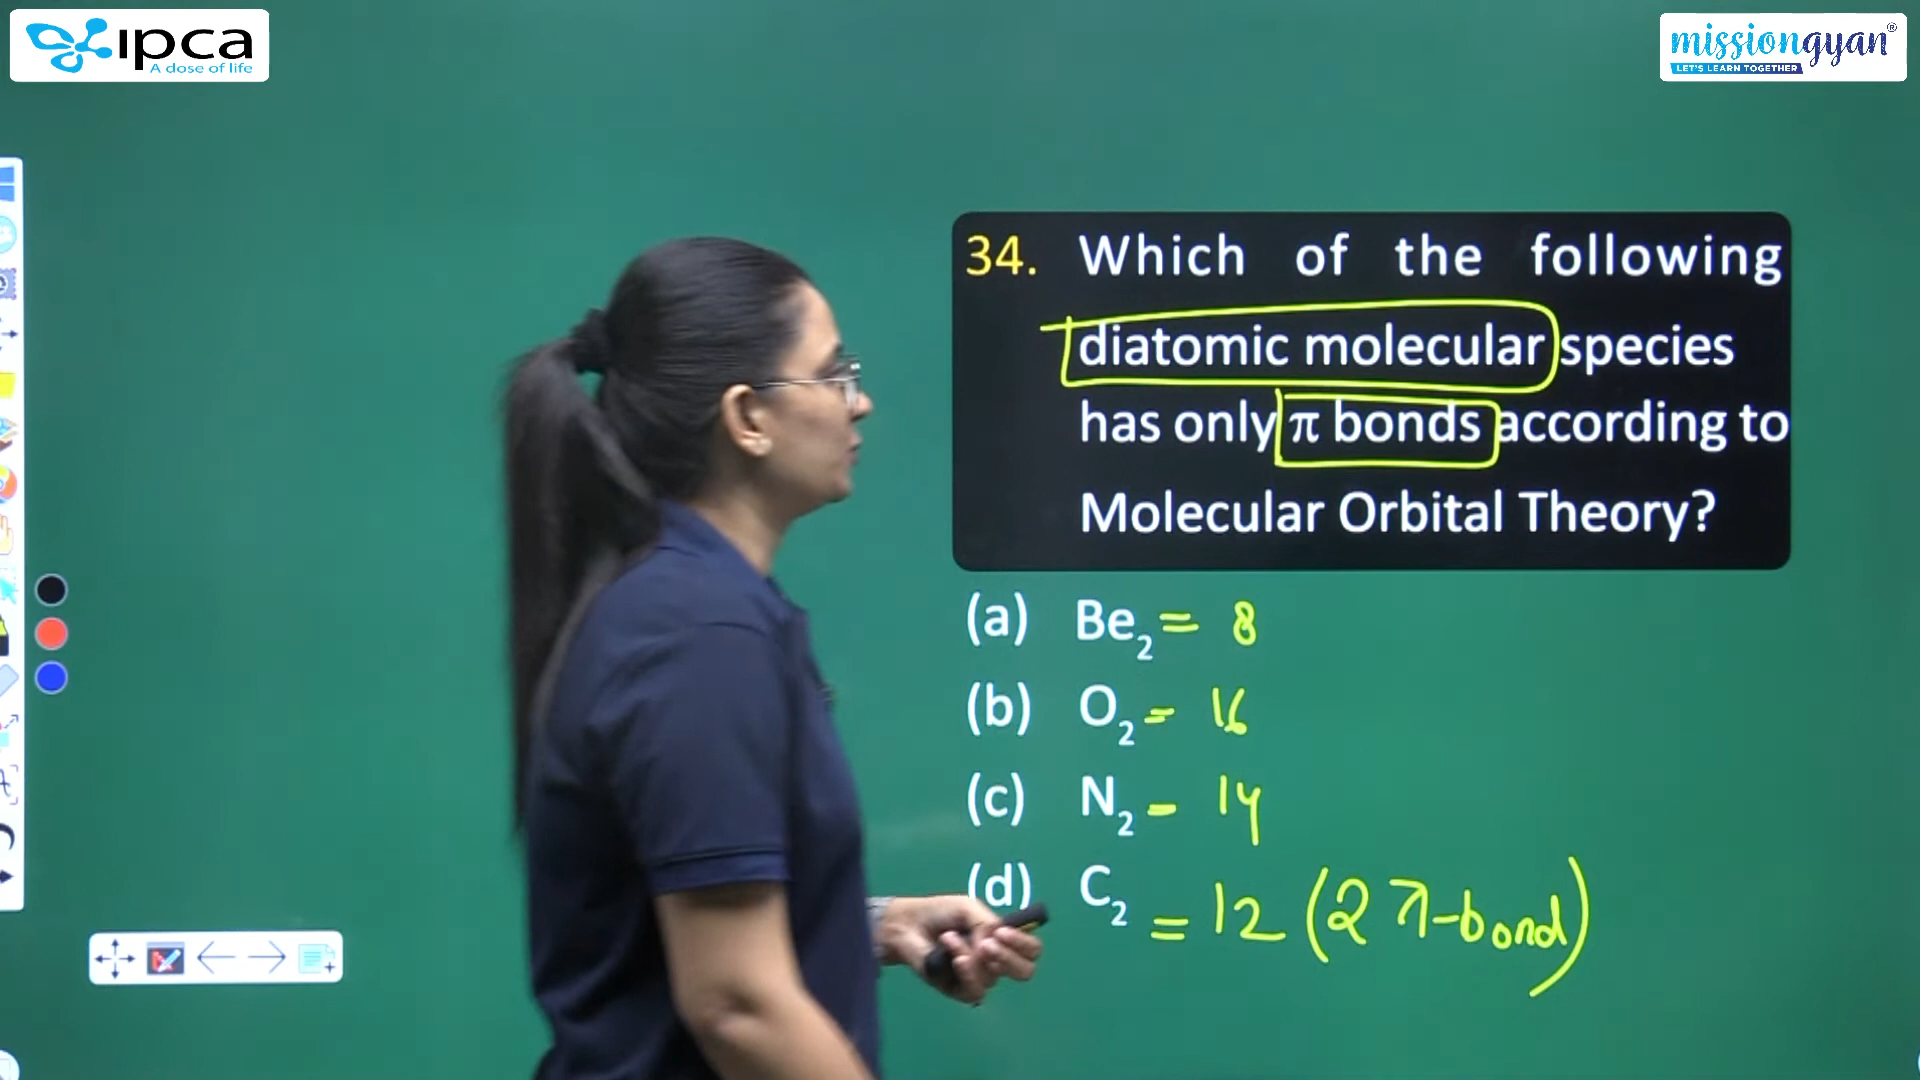 ipca
A dose of life
missiongyan®
LET'S LEARN TOGETHER
34. Which of the following
diatomic molecular species
has only π bonds according to
Molecular Orbital Theory?
(a) Be₂ = 8
(b) O₂ = 16
(c) N₂ - 14
(d) C₂ = 12 (2 π-bond)